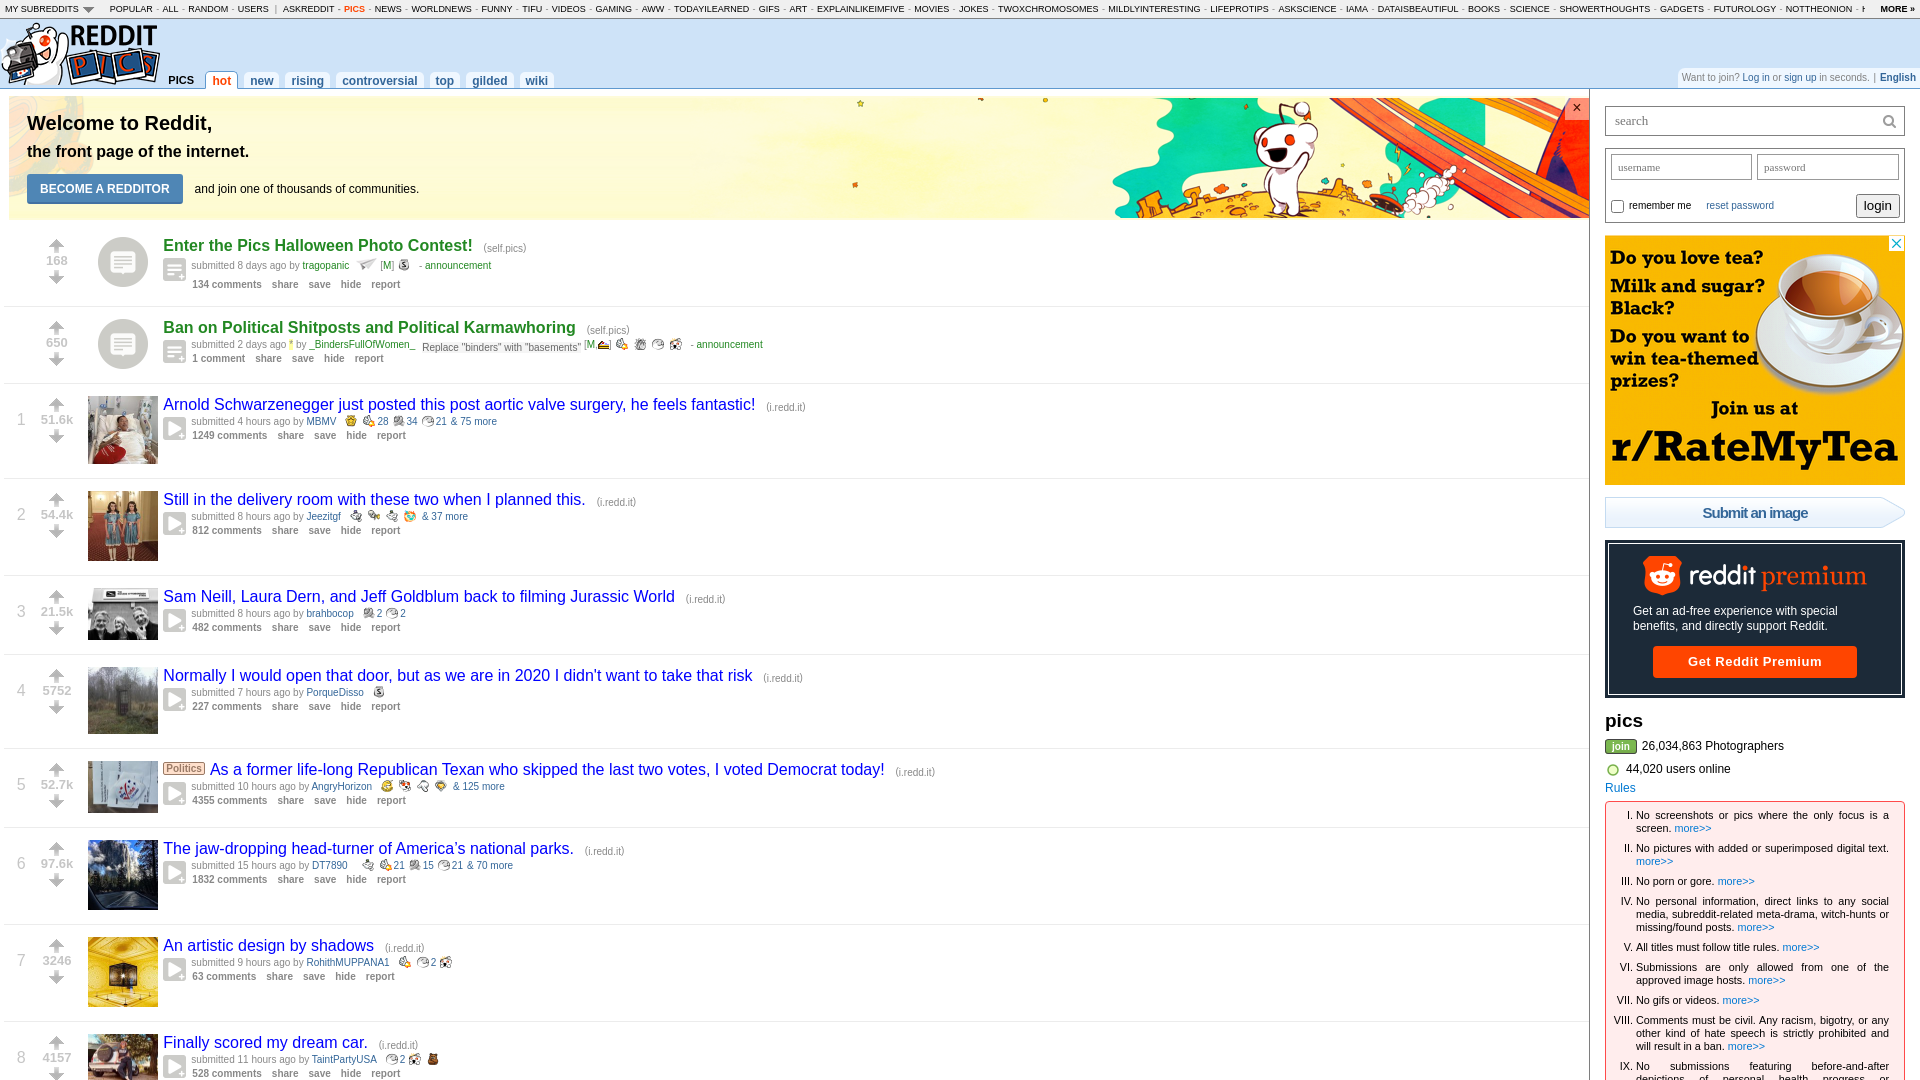 MY SUBREDDITS POPULAR - ALL - RANDOM - USERS | ASKREDDIT - PICS - NEWS - WORLDNEWS - FUNNY - TIFU - VIDEOS - GAMING - AWW - TODAYILEARNED - GIFS - ART - EXPLAINLIKEIMFIVE - MOVIES - JOKES - TWOXCHROMOSOMES - MILDLYINTERESTING - LIFEPROTIPS - ASKSCIENCE - IAMA - DATAISBEAUTIFUL - BOOKS - SCIENCE - SHOWERTHOUGHTS - GADGETS - FUTUROLOGY - NOTTHEONION - MORE »
REDDIT
PICS
PICS hot new rising controversial top gilded wiki
Want to join? Log in or sign up in seconds. | English
Welcome to Reddit,
the front page of the internet.
BECOME A REDDITOR and join one of thousands of communities.
×
168
Enter the Pics Halloween Photo Contest! (self.pics)
submitted 8 days ago by tragopanic [M] - announcement
134 comments share save hide report
650
Ban on Political Shitposts and Political Karmawhoring (self.pics)
submitted 2 days ago * by _BindersFullOfWomen_ Replace "binders" with "basements" [M,] - announcement
1 comment share save hide report
1
51.6k
Arnold Schwarzenegger just posted this post aortic valve surgery, he feels fantastic! (i.redd.it)
submitted 4 hours ago by MBMV 28 34 21 & 75 more
1249 comments share save hide report
2
54.4k
Still in the delivery room with these two when I planned this. (i.redd.it)
submitted 8 hours ago by Jeezitgf & 37 more
812 comments share save hide report
3
21.5k
Sam Neill, Laura Dern, and Jeff Goldblum back to filming Jurassic World (i.redd.it)
submitted 8 hours ago by brahbocop 2 2
482 comments share save hide report
4
5752
Normally I would open that door, but as we are in 2020 I didn't want to take that risk (i.redd.it)
submitted 7 hours ago by PorqueDisso
227 comments share save hide report
5
52.7k
Politics As a former life-long Republican Texan who skipped the last two votes, I voted Democrat today! (i.redd.it)
submitted 10 hours ago by AngryHorizon & 125 more
4355 comments share save hide report
6
97.6k
The jaw-dropping head-turner of America’s national parks. (i.redd.it)
submitted 15 hours ago by DT7890 21 15 21 & 70 more
1832 comments share save hide report
7
3246
An artistic design by shadows (i.redd.it)
submitted 9 hours ago by RohithMUPPANA1 2
63 comments share save hide report
8
4157
Finally scored my dream car. (i.redd.it)
submitted 11 hours ago by TaintPartyUSA 2
528 comments share save hide report
search
username password
remember me reset password login
Do you love tea?
Milk and sugar?
Black?
Do you want to
win tea-themed
prizes?
Join us at
r/RateMyTea
Submit an image
reddit premium
Get an ad-free experience with special
benefits, and directly support Reddit.
Get Reddit Premium
pics
join 26,034,863 Photographers
44,020 users online
Rules
I. No screenshots or pics where the only focus is a
screen. more>>
II. No pictures with added or superimposed digital text.
more>>
III. No porn or gore. more>>
IV. No personal information, direct links to any social
media, subreddit-related meta-drama, witch-hunts or
missing/found posts. more>>
V. All titles must follow title rules. more>>
VI. Submissions are only allowed from one of the
approved image hosts. more>>
VII. No gifs or videos. more>>
VIII. Comments must be civil. Any racism, bigotry, or any
other kind of hate speech is strictly prohibited and
will result in a ban. more>>
IX. No submissions featuring before-and-after
depictions of personal health progress or